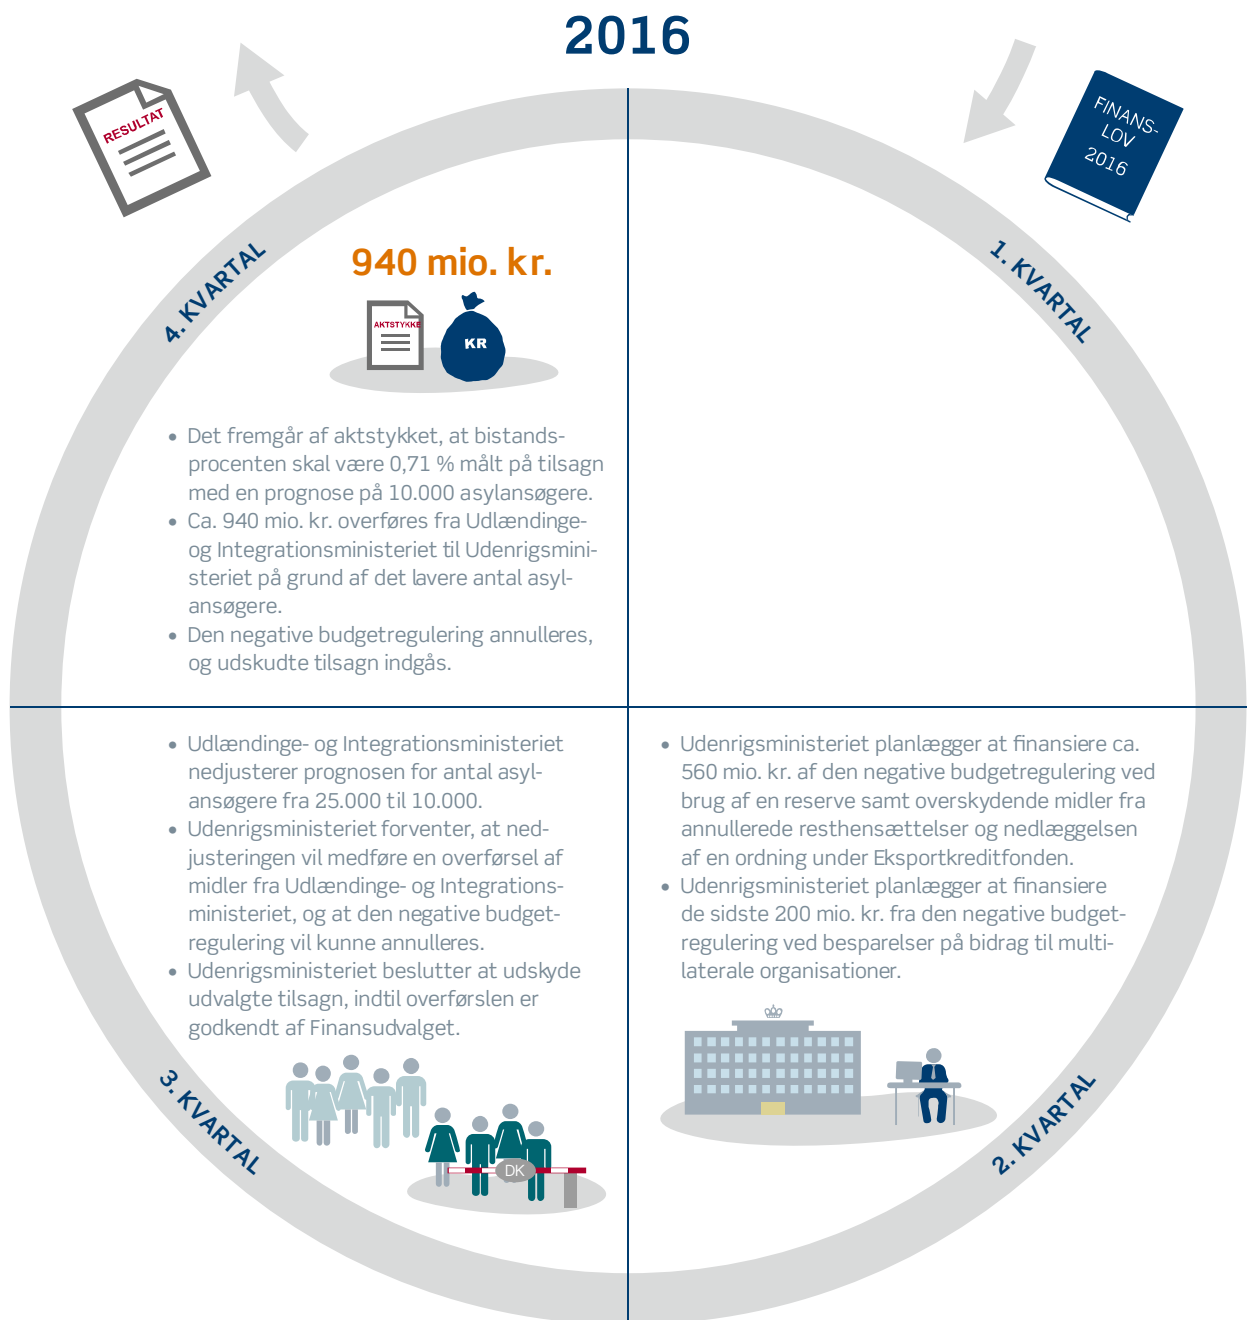 2016
RESULTAT
FINANS-
LOV
2016
1. KVARTAL
4. KVARTAL
940 mio. kr.
AKTSTYKKE
KR
• Det fremgår af aktstykket, at bistands-
procenten skal være 0,71 % målt på tilsagn
med en prognose på 10.000 asylansøgere.
• Ca. 940 mio. kr. overføres fra Udlændinge-
og Integrationsministeriet til Udenrigsmini-
steriet på grund af det lavere antal asyl-
ansøgere.
• Den negative budgetregulering annulleres,
og udskudte tilsagn indgås.
• Udenrigsministeriet planlægger at finansiere ca.
560 mio. kr. af den negative budgetregulering ved
brug af en reserve samt overskydende midler fra
annullerede resthensættelser og nedlæggelsen
af en ordning under Eksportkreditfonden.
• Udenrigsministeriet planlægger at finansiere
de sidste 200 mio. kr. fra den negative budget-
regulering ved besparelser på bidrag til multi-
laterale organisationer.
2. KVARTAL
• Udlændinge- og Integrationsministeriet
nedjusterer prognosen for antal asyl-
ansøgere fra 25.000 til 10.000.
• Udenrigsministeriet forventer, at ned-
justeringen vil medføre en overførsel af
midler fra Udlændinge- og Integrations-
ministeriet, og at den negative budget-
regulering vil kunne annulleres.
• Udenrigsministeriet beslutter at udskyde
udvalgte tilsagn, indtil overførslen er
godkendt af Finansudvalget.
3. KVARTAL
DK